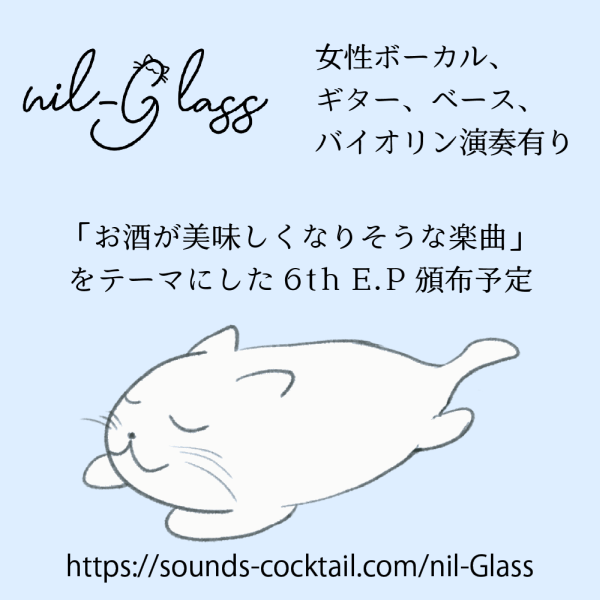 nil-Glass
女性ボーカル、
ギター、ベース、
バイオリン演奏有り
「お酒が美味しくなりそうな楽曲」
をテーマにした 6th E.P 頒布予定
https://sounds-cocktail.com/nil-Glass